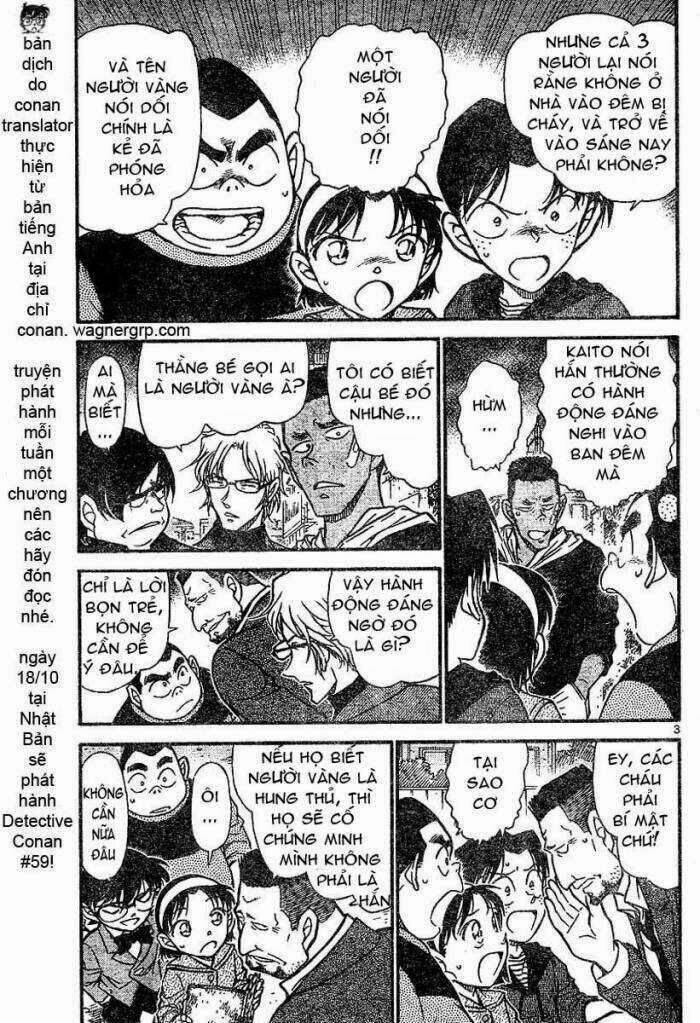 bản
dịch
do
conan
translator
thực
hiện
từ
bản
tiếng
Anh
tại
địa
chỉ
conan. wagnergrp.com
truyện
phát
hành
mỗi
tuần
một
chương
nên
các
hãy
đón
đọc
nhé.
ngày
18/10
tại
Nhật
Bản
sẽ
phát
hành
Detective
Conan
#59!
NHƯNG CẢ 3
NGƯỜI LẠI NÓI
RẰNG KHÔNG Ở
NHÀ VÀO ĐÊM BỊ
CHÁY, VÀ TRỞ VỀ
VÀO SÁNG NAY
PHẢI KHÔNG?
MỘT
NGƯỜI
ĐÃ
NÓI
DỐI
!!
VÀ TÊN
NGƯỜI VÀNG
NÓI DỐI
CHÍNH LÀ
KẺ ĐÃ
PHÓNG
HỎA
KAITO NÓI
HẮN THƯỜNG
CÓ HÀNH
ĐỘNG ĐÁNG
NGHI VÀO
BAN ĐÊM
MÀ
HỪM
...
TÔI CÓ BIẾT
CẬU BÉ ĐÓ
NHƯNG...
THẰNG BÉ GỌI AI
LÀ NGƯỜI VÀNG À?
AI
MÀ
BIẾT
...
VẬY HÀNH
ĐỘNG ĐÁNG
NGỜ ĐÓ
LÀ GÌ?
CHỈ LÀ LỜI
BỌN TRẺ,
KHÔNG
CẦN ĐỂ
Ý ĐÂU.
3
EY, CÁC
CHÁU
PHẢI
BÍ MẬT
CHỨ!
TẠI
SAO
CƠ
NẾU HỌ BIẾT
NGƯỜI VÀNG LÀ
HUNG THỦ, THÌ
HỌ SẼ CỐ
CHỨNG MINH
MÌNH KHÔNG
PHẢI LÀ
HẮN
ÔI
...
KHÔNG
CẦN
NỮA
ĐÂU